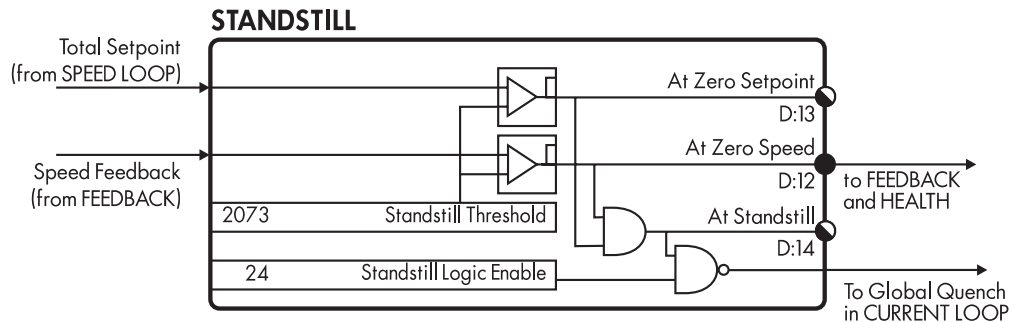 STANDSTILL
Total Setpoint
(from SPEED LOOP)
At Zero Setpoint
D:13
Speed Feedback
(from FEEDBACK)
At Zero Speed
D:12
to FEEDBACK
and HEALTH
2073 Standstill Threshold
At Standstill
D:14
24 Standstill Logic Enable
To Global Quench
in CURRENT LOOP